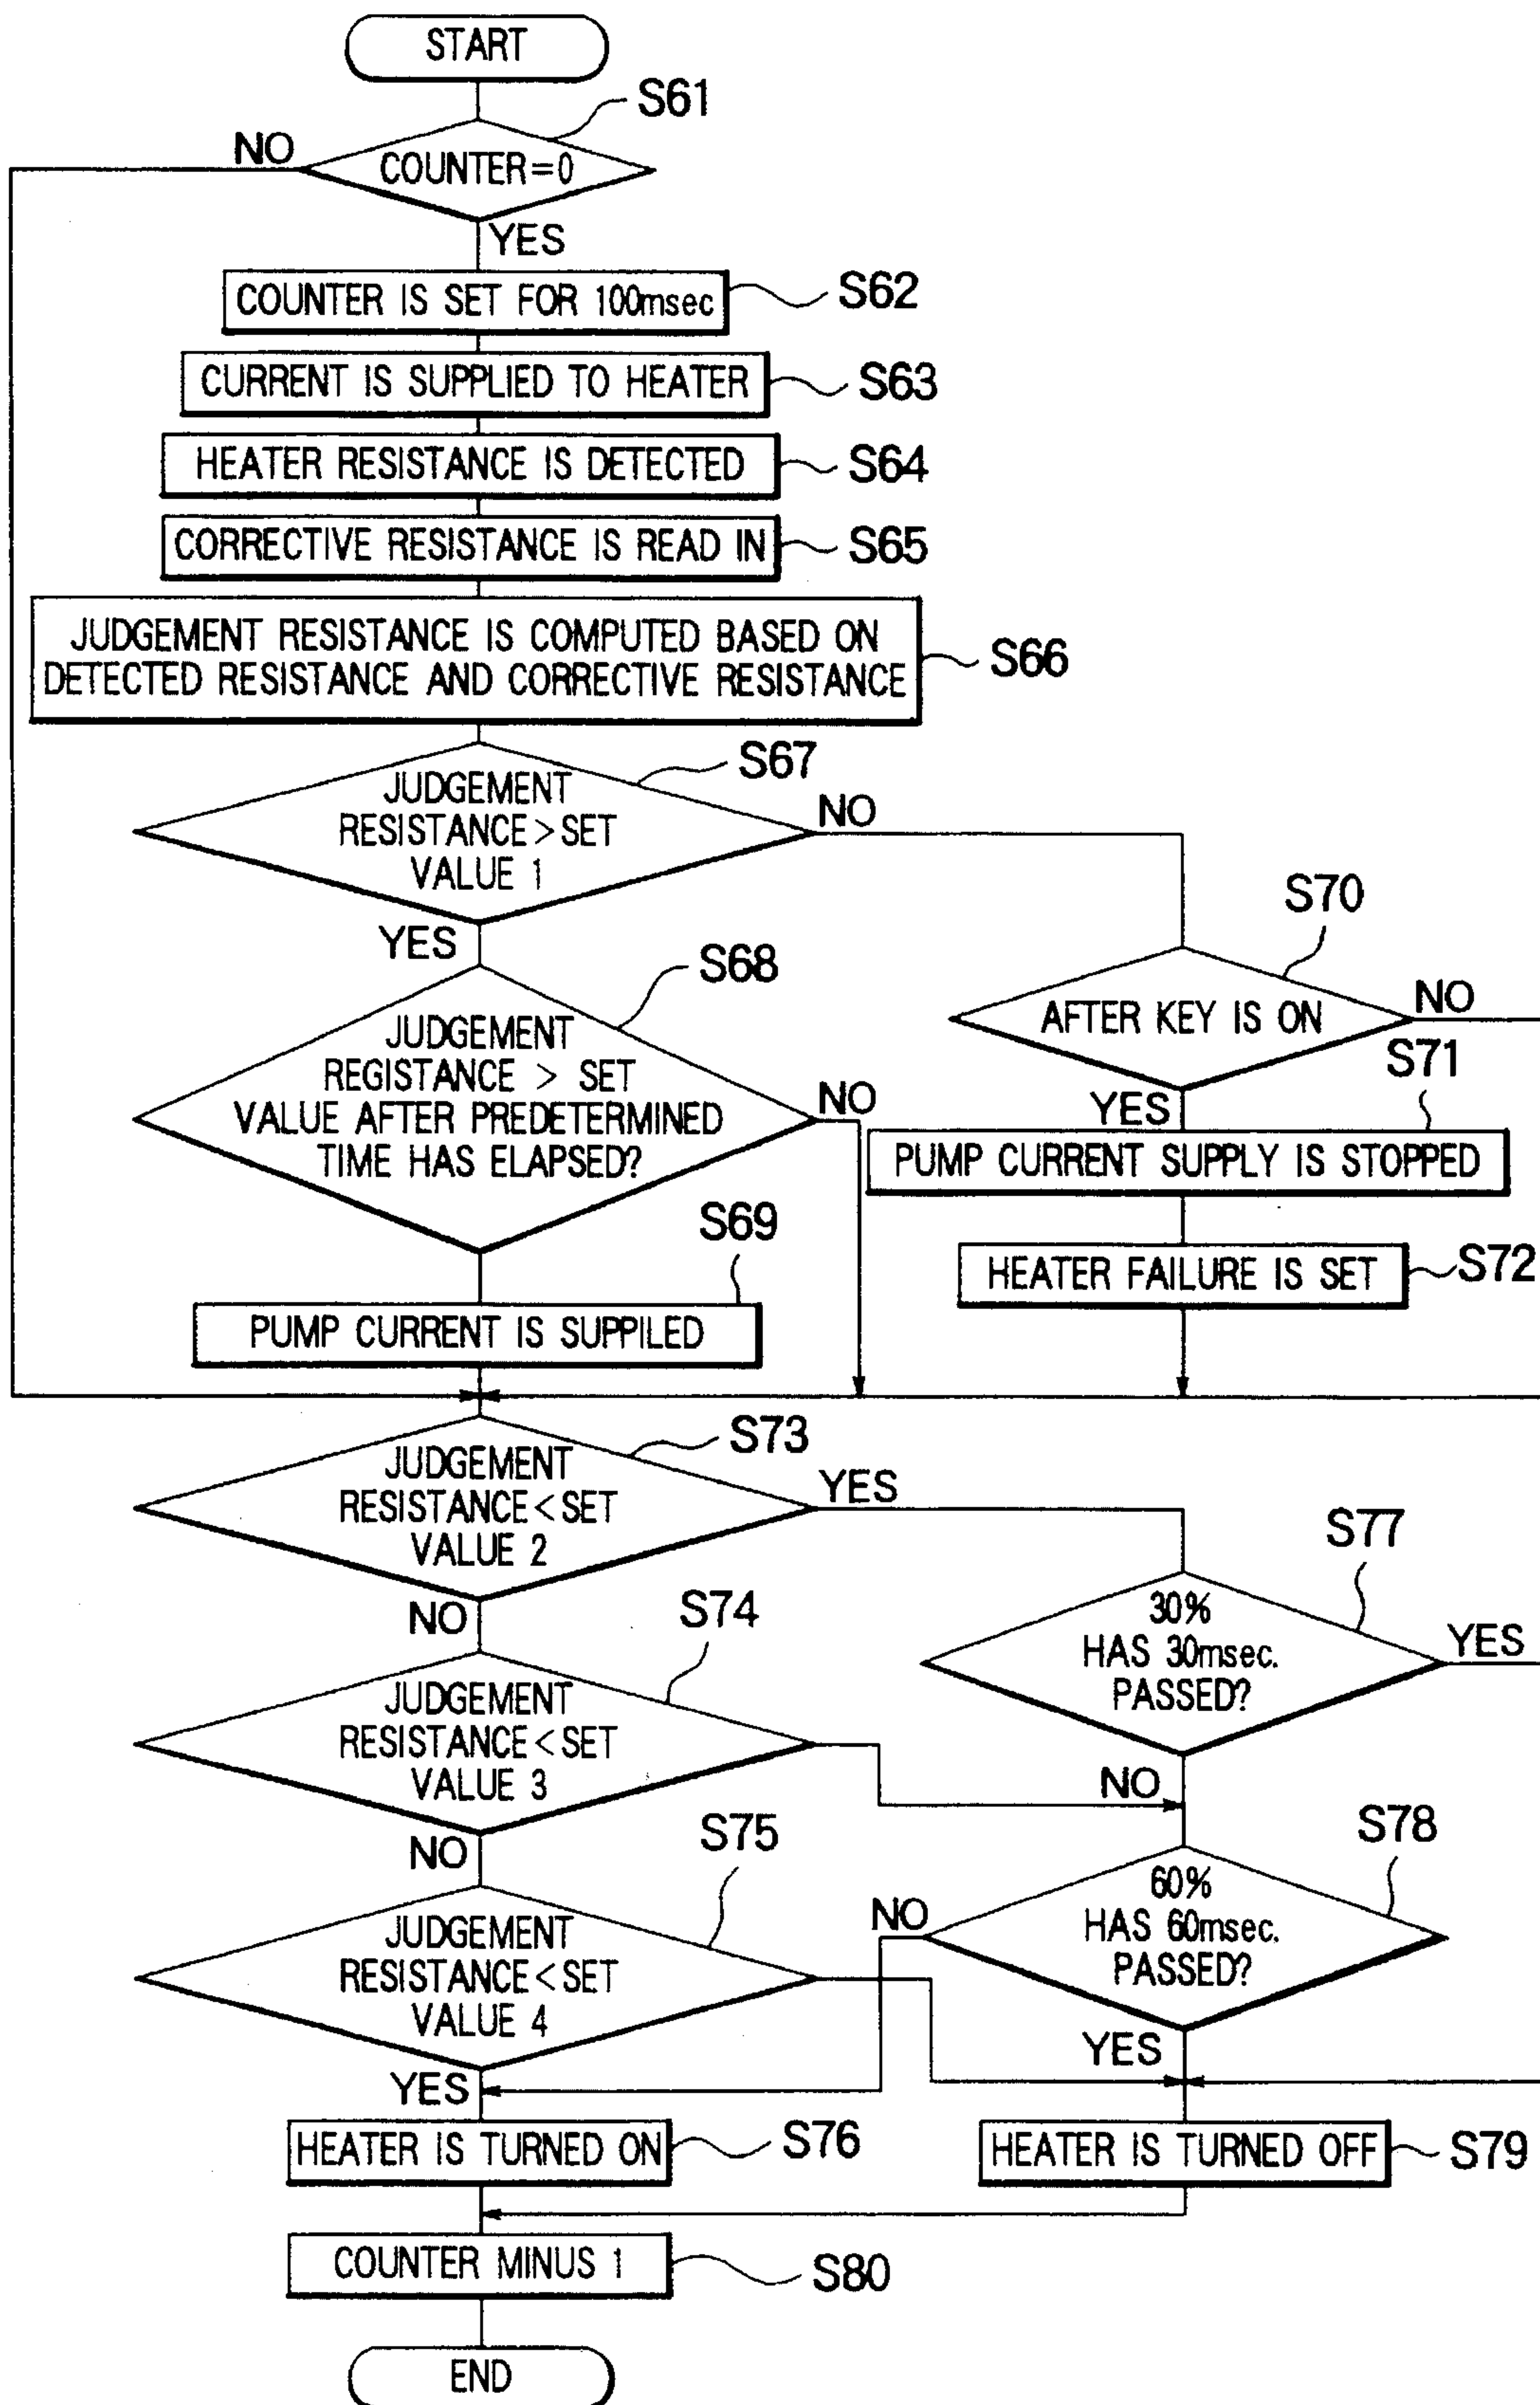 START
S61
NO
COUNTER=0
YES
COUNTER IS SET FOR 100msec
S62
CURRENT IS SUPPLIED TO HEATER
S63
HEATER RESISTANCE IS DETECTED
S64
CORRECTIVE RESISTANCE IS READ IN
S65
JUDGEMENT RESISTANCE IS COMPUTED BASED ON
DETECTED RESISTANCE AND CORRECTIVE RESISTANCE
S66
S67
JUDGEMENT
RESISTANCE>SET
VALUE 1
NO
YES
S70
AFTER KEY IS ON
NO
S68
JUDGEMENT
REGISTANCE > SET
VALUE AFTER PREDETERMINED
TIME HAS ELAPSED?
NO
S71
YES
PUMP CURRENT SUPPLY IS STOPPED
S69
HEATER FAILURE IS SET
S72
PUMP CURRENT IS SUPPILED
S73
JUDGEMENT
RESISTANCE<SET
VALUE 2
YES
NO
S77
30%
HAS 30msec.
PASSED?
YES
NO
S74
JUDGEMENT
RESISTANCE<SET
VALUE 3
NO
S78
60%
HAS 60msec.
PASSED?
NO
YES
S75
JUDGEMENT
RESISTANCE<SET
VALUE 4
YES
HEATER IS TURNED ON
S76
HEATER IS TURNED OFF
S79
COUNTER MINUS 1
S80
END